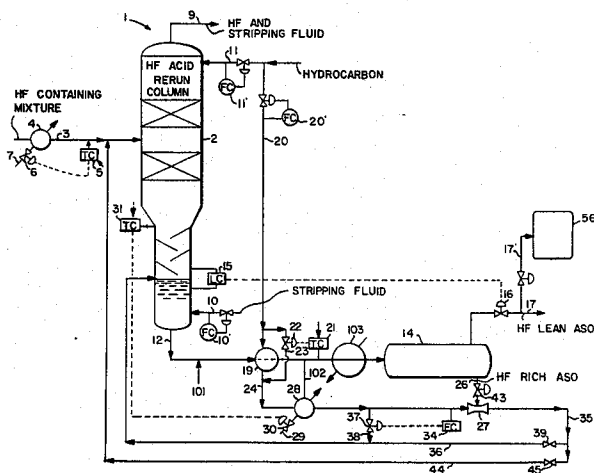 1
9
HF AND
STRIPPING FLUID
11
HYDROCARBON
HF ACID
RERUN
COLUMN
FC
11'
FC
20'
HF CONTAINING
MIXTURE
4
3
2
20
7
6
TC
5
31
TC
56
17'
15
LC
10
STRIPPING FLUID
FC
10'
16
17
HF LEAN ASO
12
22
21
TC
23
103
14
19
101
24
102
28
26
HF RICH ASO
43
30
29
37
38
FC
34
27
35
36
39
44
45